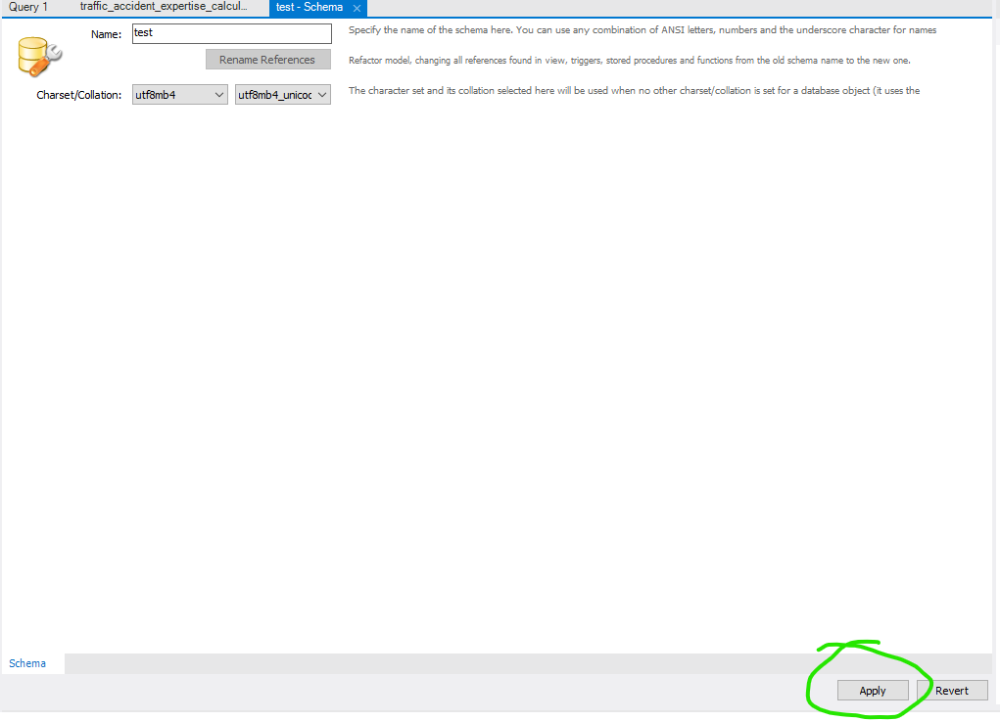 Query 1 traffic_accident_expertise_calcul... test - Schema
Name: test Specify the name of the schema here. You can use any combination of ANSI letters, numbers and the underscore character for names
Rename References Refactor model, changing all references found in view, triggers, stored procedures and functions from the old schema name to the new one.
Charset/Collation: utf8mb4 utf8mb4_unicoc The character set and its collation selected here will be used when no other charset/collation is set for a database object (it uses the
Schema
Apply Revert